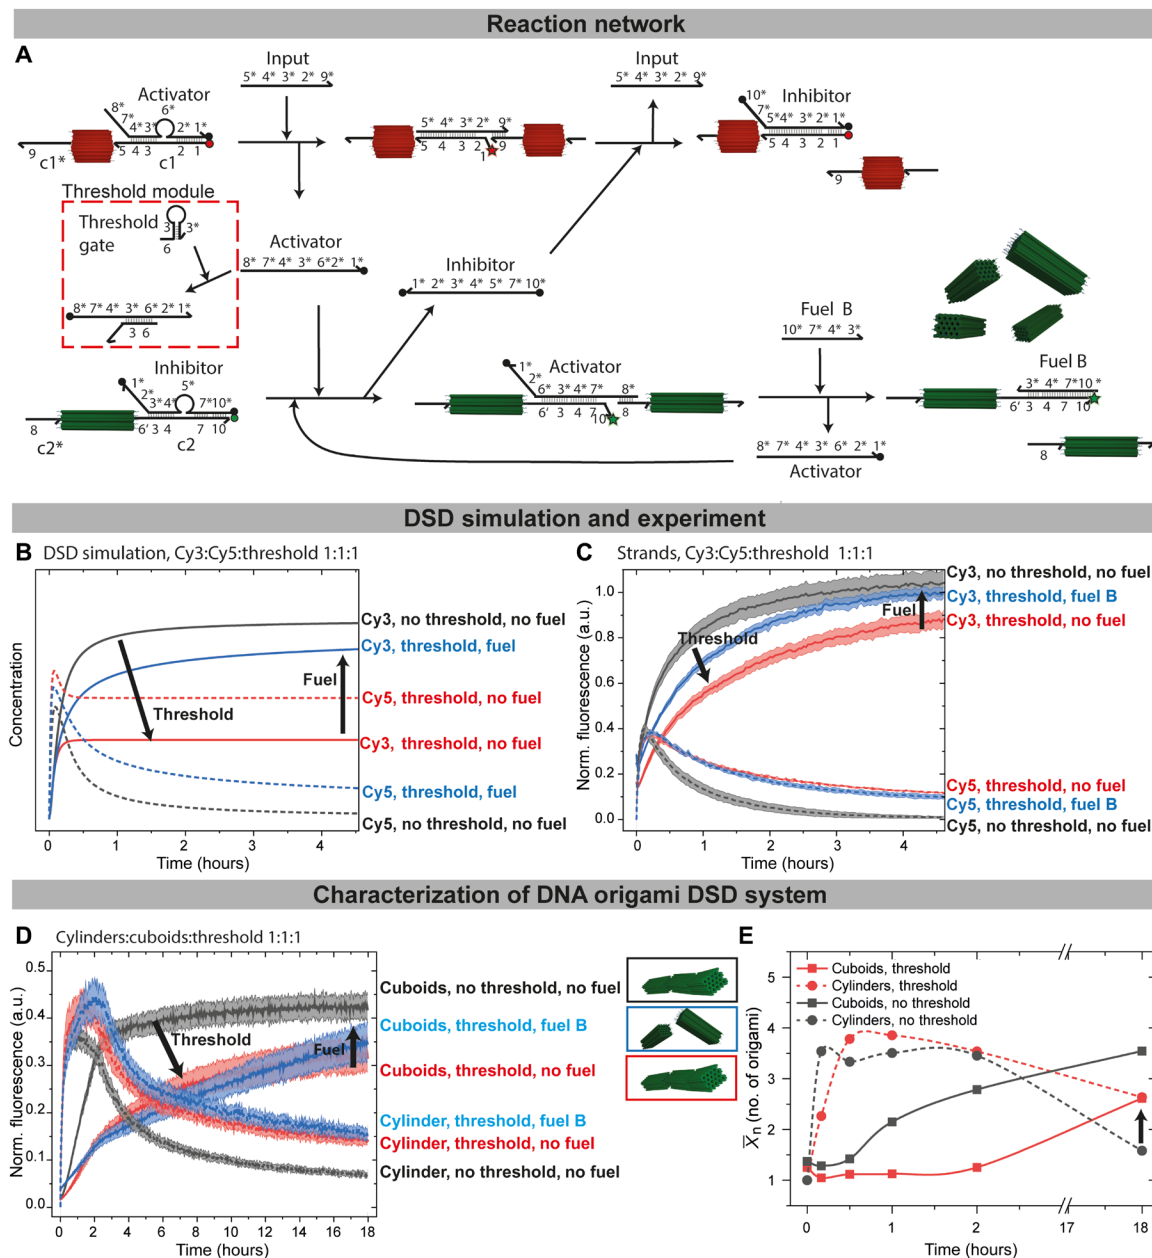 Reaction network
A
Input
5* 4* 3* 2* 9*
Input
5* 4* 3* 2* 9*
Activator
8*
7*
6*
4* 3*
2* 1*
9
c1*
5 4 3
c1
2 1
5* 4* 3* 2* 9*
5 4 3 2
1
9
10*
7*
Inhibitor
5* 4* 3* 2* 1*
5 4 3 2 1
9
Threshold module
Threshold
gate
3
3*
6
8* 7* 4* 3* 6* 2* 1*
3 6
Activator
8* 7* 4* 3* 6* 2* 1*
Inhibitor
1* 2* 3* 4* 5* 7* 10*
Fuel B
10* 7* 4* 3*
Inhibitor
1*
2*
5*
3* 4*
7* 10*
8
c2*
6' 3 4
c2
7 10
Activator
1*
2*
6* 3* 4* 7*
8*
6' 3 4 7
10
8
Fuel B
3* 4* 7* 10*
6' 3 4 7 10
8
8* 7* 4* 3* 6* 2* 1*
Activator
DSD simulation and experiment
B DSD simulation, Cy3:Cy5:threshold 1:1:1
Concentration
Cy3, no threshold, no fuel
Cy3, threshold, fuel
Fuel
Cy5, threshold, no fuel
Threshold
Cy3, threshold, no fuel
Cy5, threshold, fuel
Cy5, no threshold, no fuel
0 1 2 3 4
Time (hours)
C Strands, Cy3:Cy5:threshold 1:1:1
Norm. fluorescence (a.u.)
1.0
0.8
0.6
0.4
0.2
0.0
Cy3, no threshold, no fuel
Cy3, threshold, fuel B
Fuel
Cy3, threshold, no fuel
Threshold
Cy5, threshold, no fuel
Cy5, threshold, fuel B
Cy5, no threshold, no fuel
0 1 2 3 4
Time (hours)
Characterization of DNA origami DSD system
D Cylinders:cuboids:threshold 1:1:1
Norm. fluorescence (a.u.)
0.5
0.4
0.3
0.2
0.1
0.0
Cuboids, no threshold, no fuel
Cuboids, threshold, fuel B
Threshold
Fuel
Cuboids, threshold, no fuel
Cylinder, threshold, fuel B
Cylinder, threshold, no fuel
Cylinder, no threshold, no fuel
0 2 4 6 8 10 12 14 16 18
Time (hours)
E
X̅n (no. of origami)
5
4
3
2
1
Cuboids, threshold
Cylinders, threshold
Cuboids, no threshold
Cylinders, no threshold
0 1 2 17 18
Time (hours)